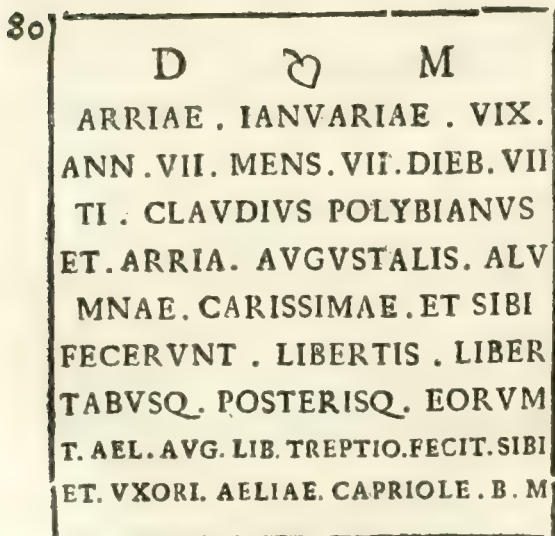 80
D ❧ M
ARRIAE . IANVARIAE . VIX.
ANN . VII. MENS. VII. DIEB. VII
TI . CLAVDIVS POLYBIANVS
ET. ARRIA. AVGVSTALIS. ALV
MNAE. CARISSIMAE. ET SIBI
FECERVNT . LIBERTIS . LIBER
TABVSQ. POSTERISQ. EORVM
T. AEL. AVG. LIB. TREPTIO. FECIT. SIBI
ET. VXORI. AELIAE. CAPRIOLE . B. M